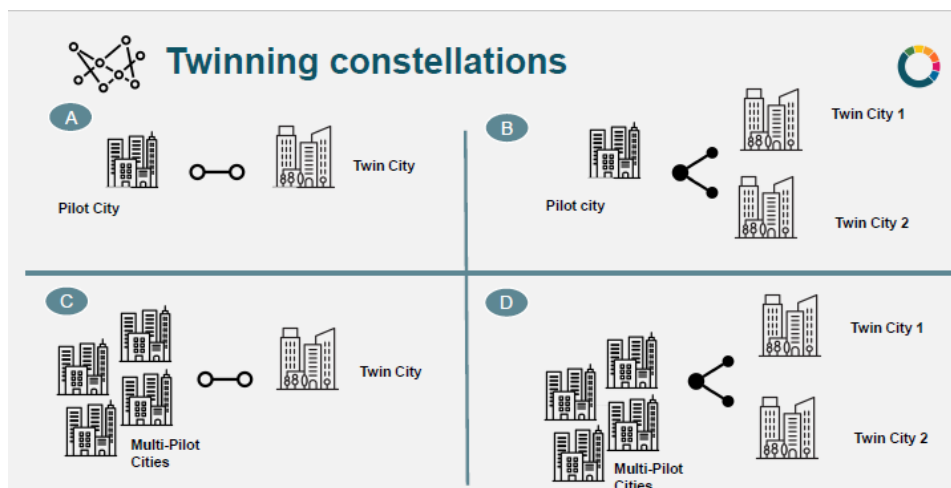 Twinning constellations
A
Pilot City
Twin City
B
Pilot city
Twin City 1
Twin City 2
C
Multi-Pilot
Cities
Twin City
D
Multi-Pilot
Cities
Twin City 1
Twin City 2